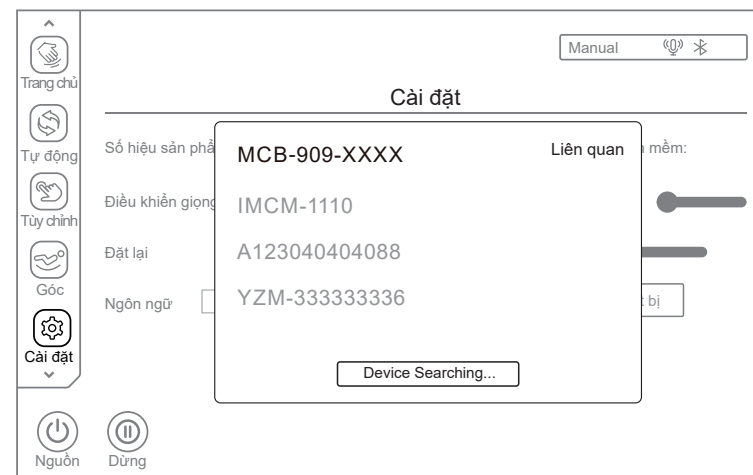 Manual
Trang chủ
Cài đặt
Tự động
Số hiệu sản phẩ
MCB-909-XXXX
Liên quan
mềm:
Tùy chỉnh
Điều khiển giọng
IMCM-1110
Đặt lại
A123040404088
Góc
Ngôn ngữ
YZM-333333336
bị
Cài đặt
Device Searching...
Nguồn
Dừng